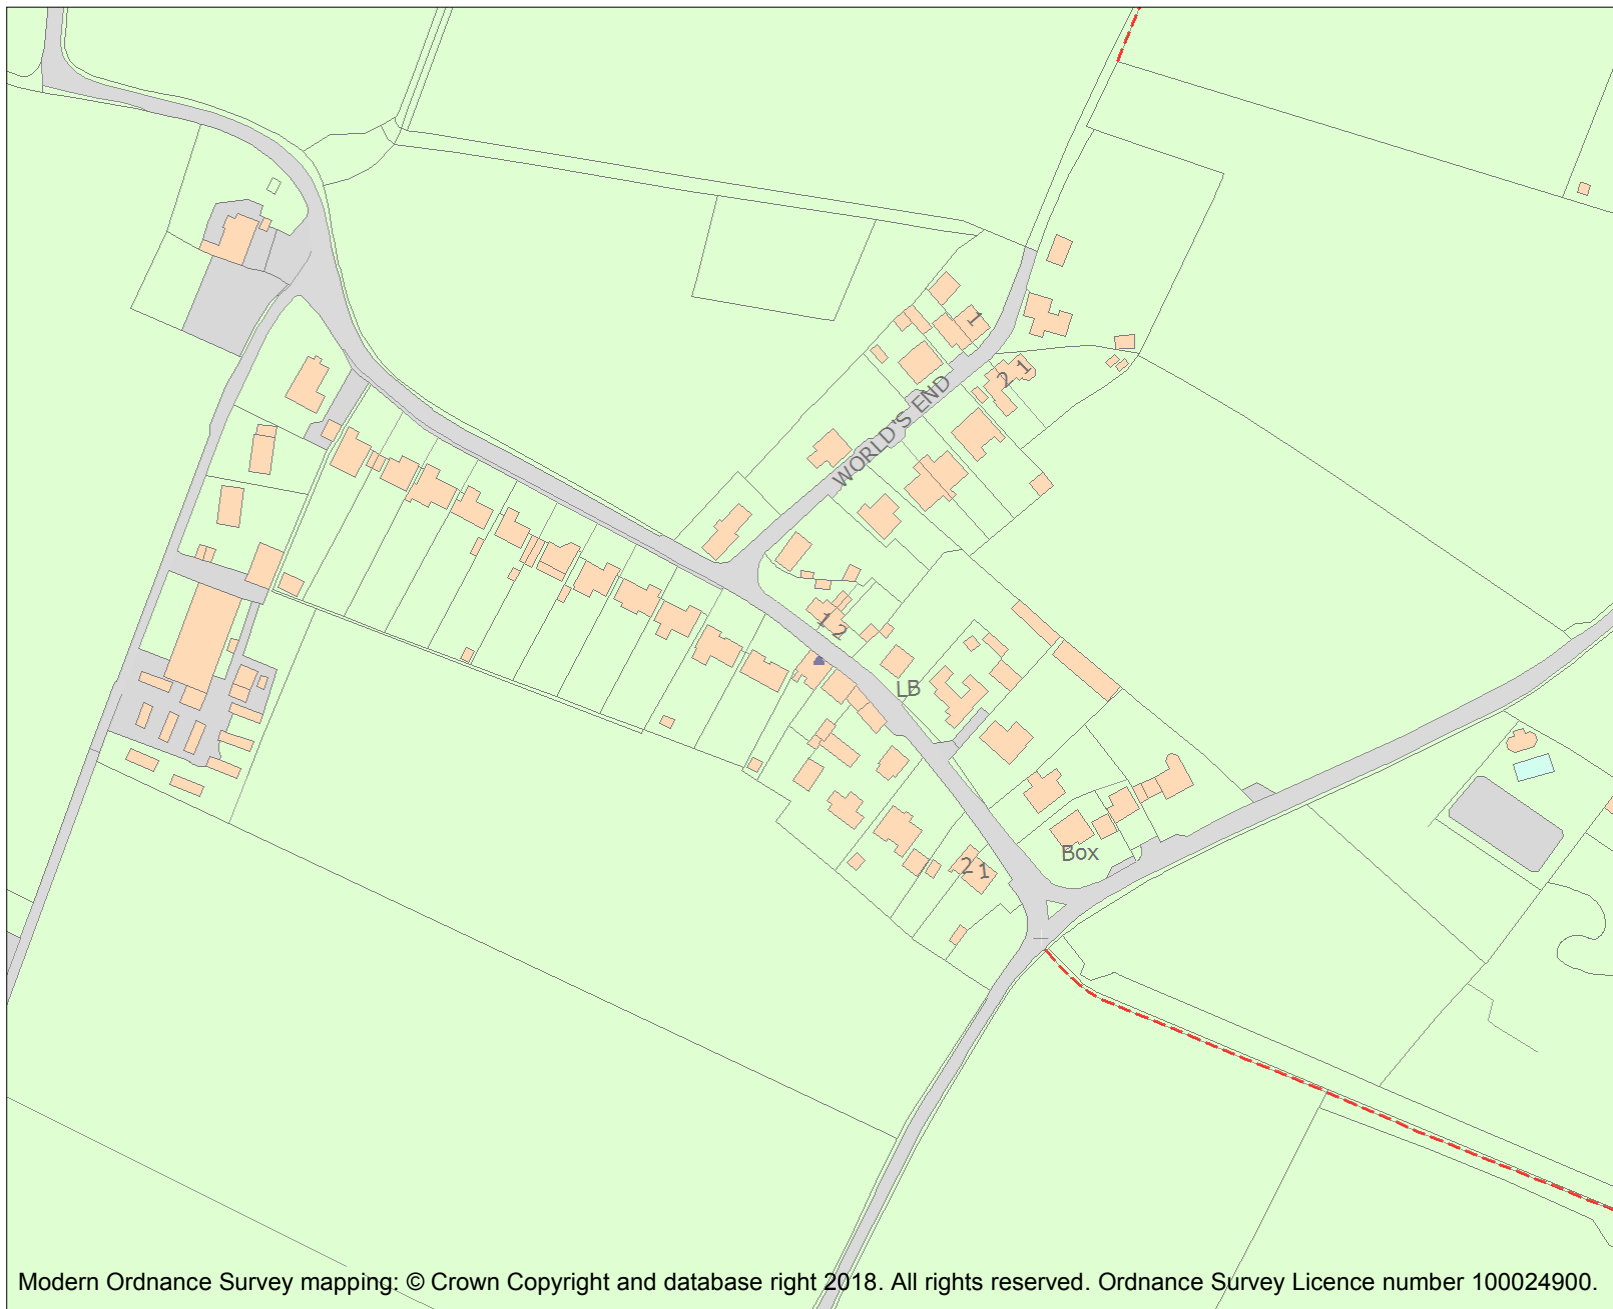 1
2 1
WORLD'S END
1 2
LB
Box
2 1
Modern Ordnance Survey mapping: © Crown Copyright and database right 2018. All rights reserved. Ordnance Survey Licence number 100024900.